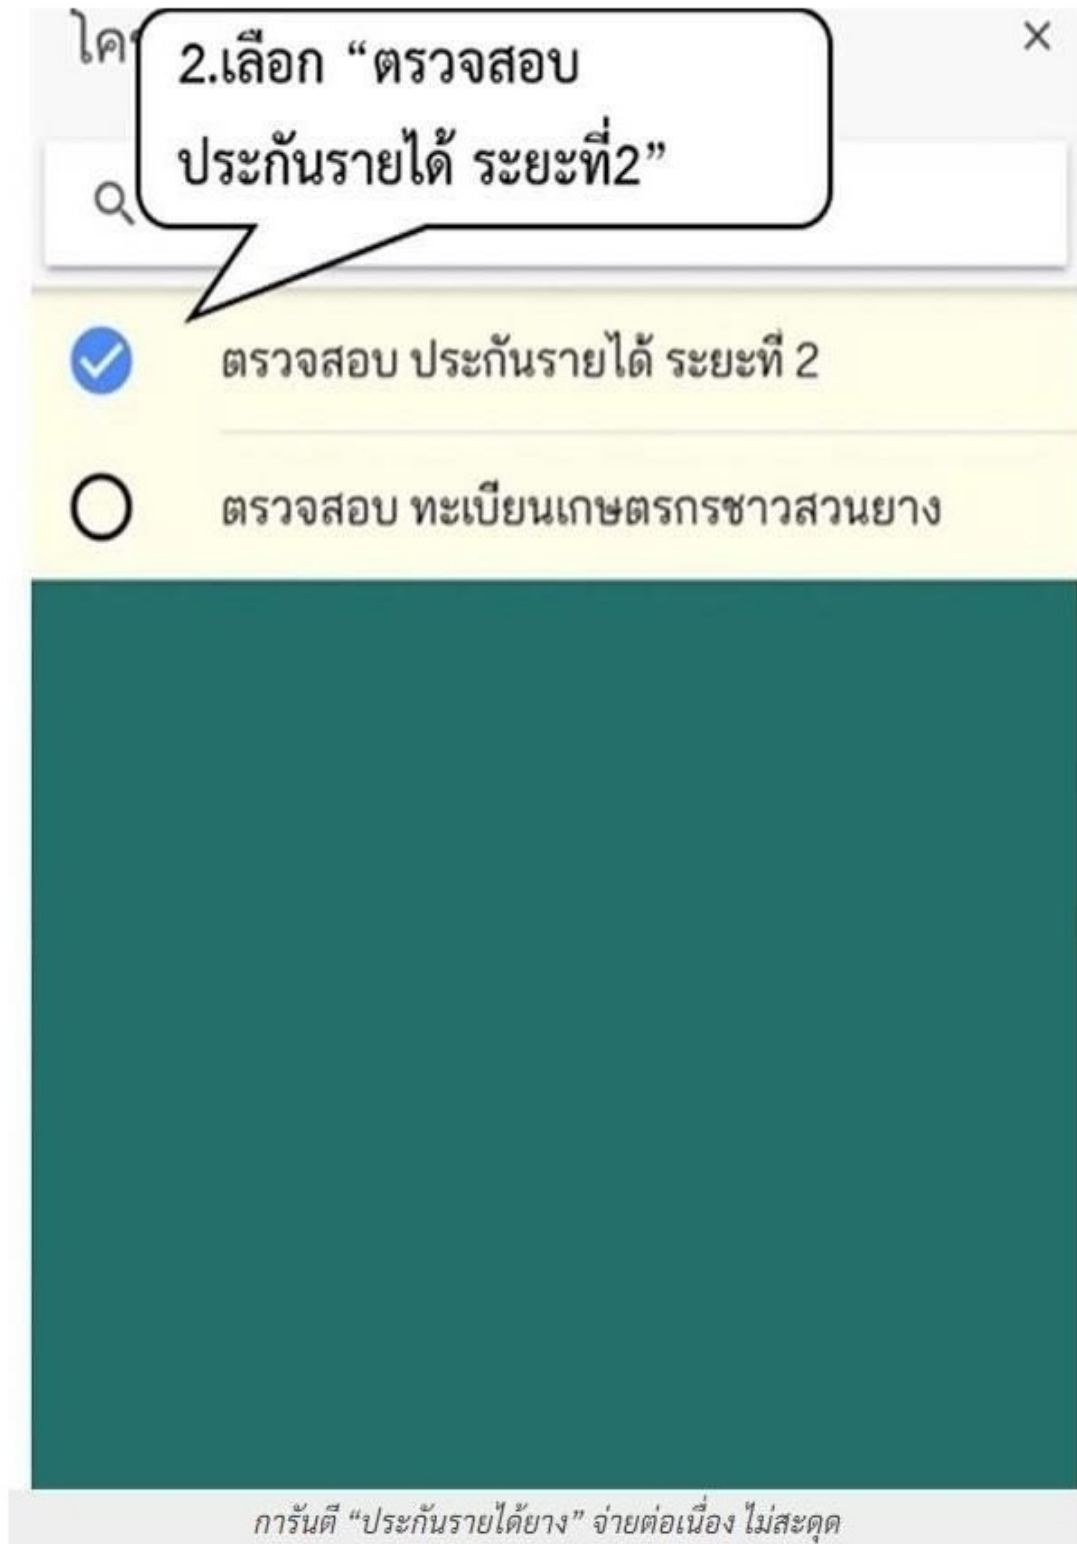 2.เลือก “ตรวจสอบ
ประกันรายได้ ระยะที่2”
ตรวจสอบ ประกันรายได้ ระยะที่ 2
ตรวจสอบ ทะเบียนเกษตรกรชาวสวนยาง
การันตี “ประกันรายได้ยาง” จ่ายต่อเนื่อง ไม่สะดุด